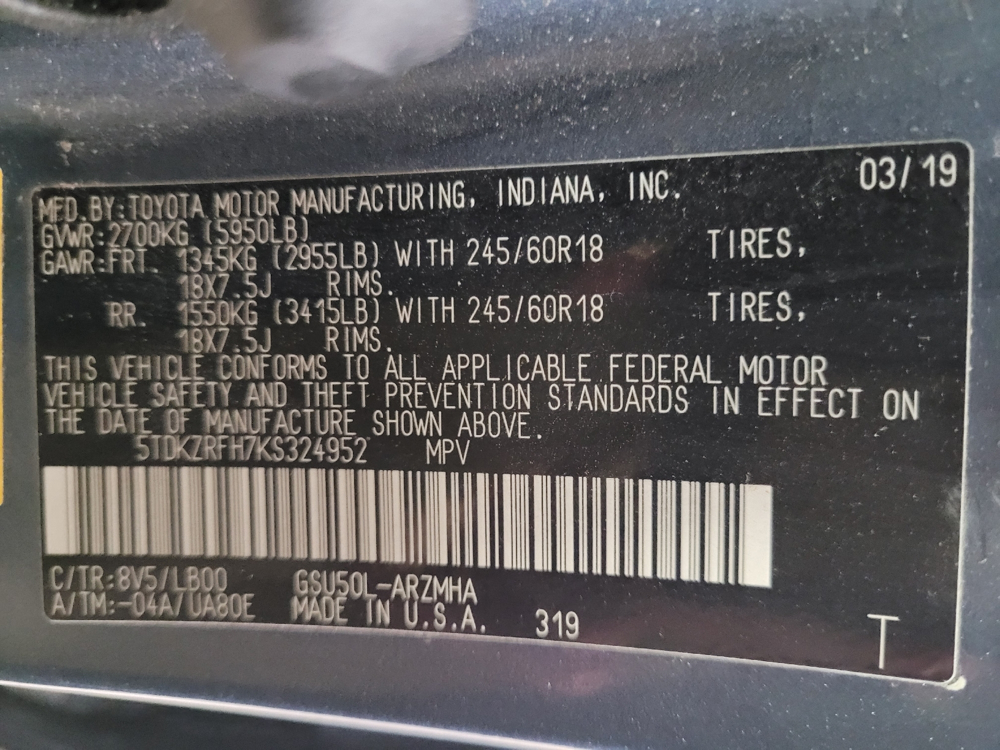 03/19
MFD.BY:TOYOTA MOTOR MANUFACTURING, INDIANA, INC.
GVWR:2700KG (5950LB)
GAWR:FRT. 1345KG (2955LB) WITH 245/60R18 TIRES,
18X7.5J RIMS.
RR. 1550KG (3415LB) WITH 245/60R18 TIRES,
18X7.5J RIMS.
THIS VEHICLE CONFORMS TO ALL APPLICABLE FEDERAL MOTOR
VEHICLE SAFETY AND THEFT PREVENTION STANDARDS IN EFFECT ON
THE DATE OF MANUFACTURE SHOWN ABOVE.
5TDKZRFH7KS324952 MPV
C/TR:8V5/LB00 GSU50L-ARZMHA
A/TM:-04A/UA80E MADE IN U.S.A. 319
T